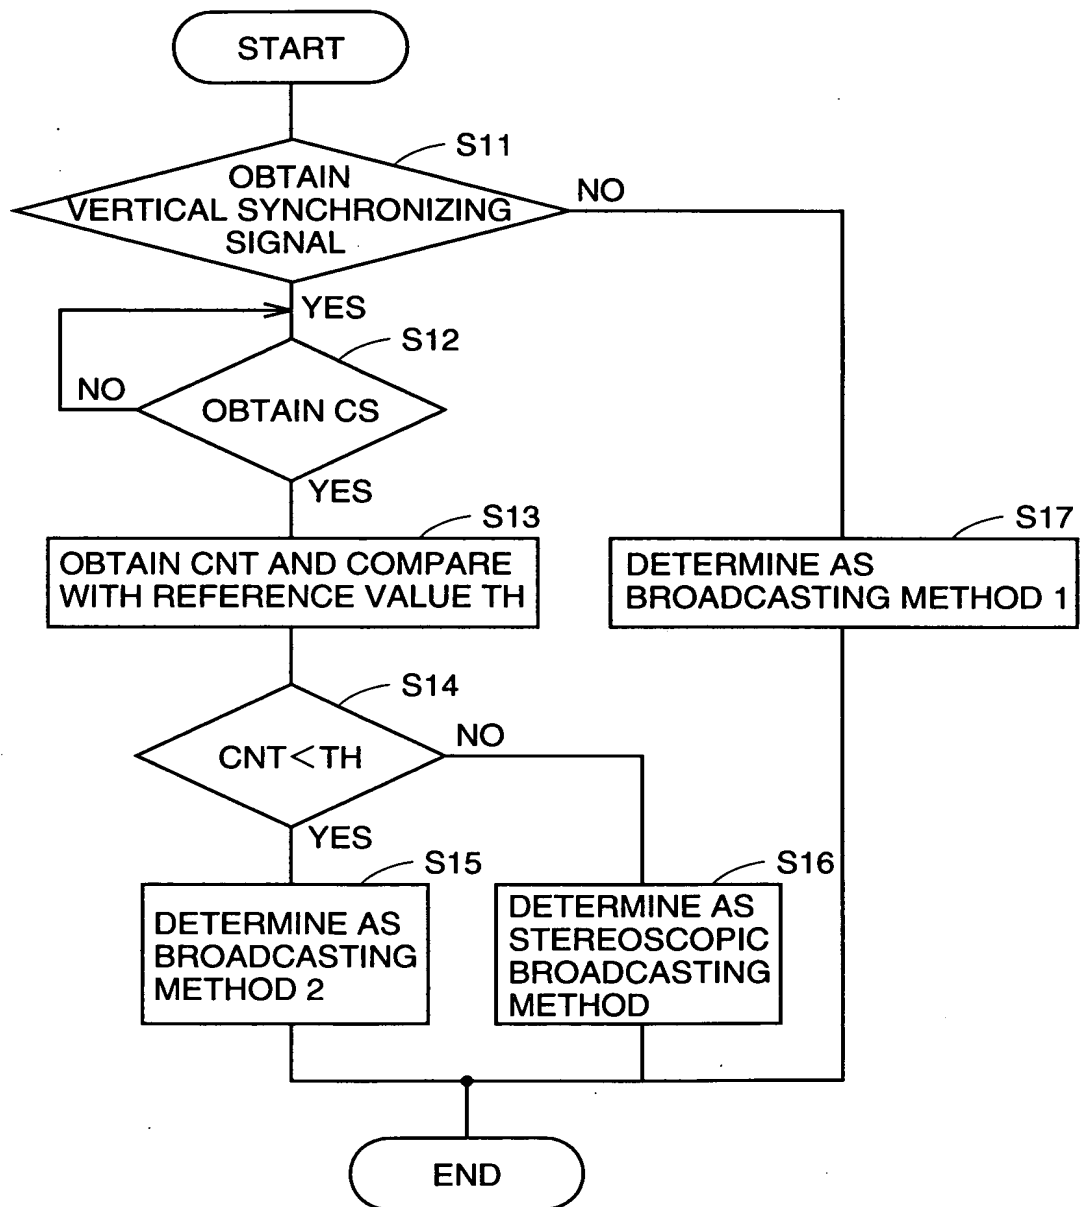 START
S11
OBTAIN
VERTICAL SYNCHRONIZING
SIGNAL
NO
YES
S12
NO
OBTAIN CS
YES
S13
OBTAIN CNT AND COMPARE
WITH REFERENCE VALUE TH
S17
DETERMINE AS
BROADCASTING METHOD 1
S14
CNT<TH
NO
YES
S15
DETERMINE AS
BROADCASTING
METHOD 2
S16
DETERMINE AS
STEREOSCOPIC
BROADCASTING
METHOD
END